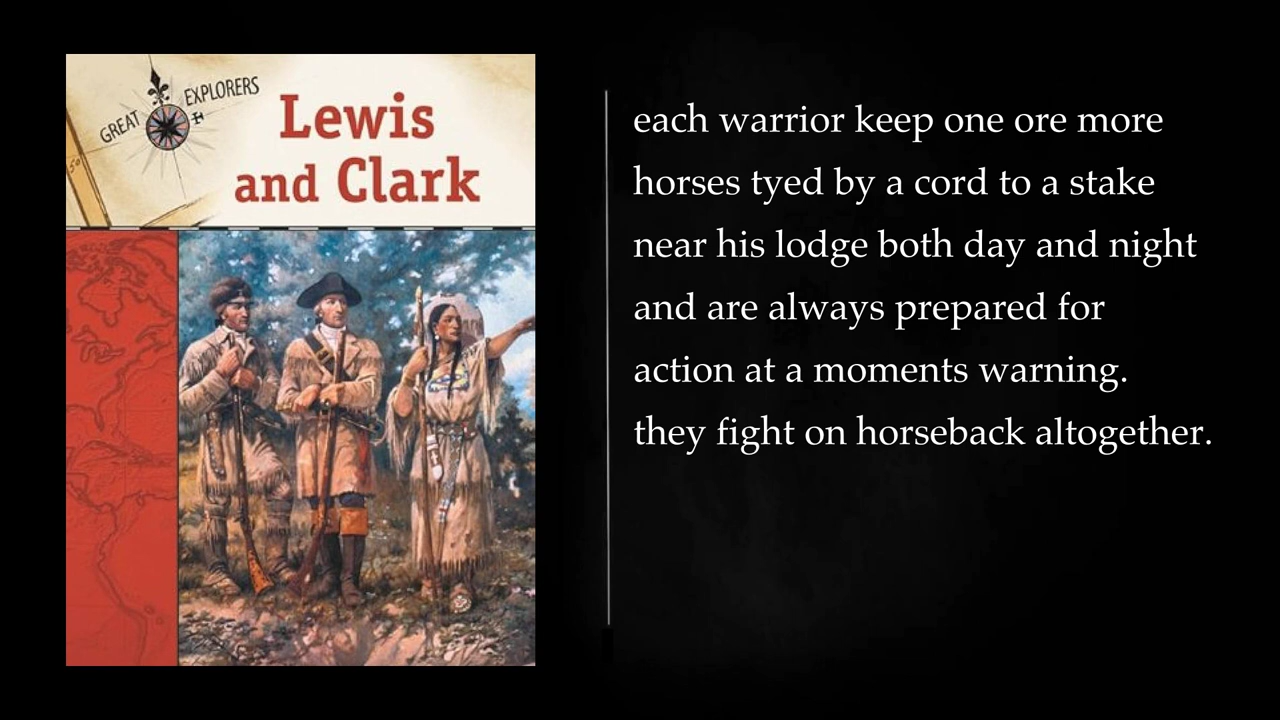 GREAT EXPLORERS
Lewis
and Clark
each warrior keep one ore more
horses tyed by a cord to a stake
near his lodge both day and night
and are always prepared for
action at a moments warning.
they fight on horseback altogether.